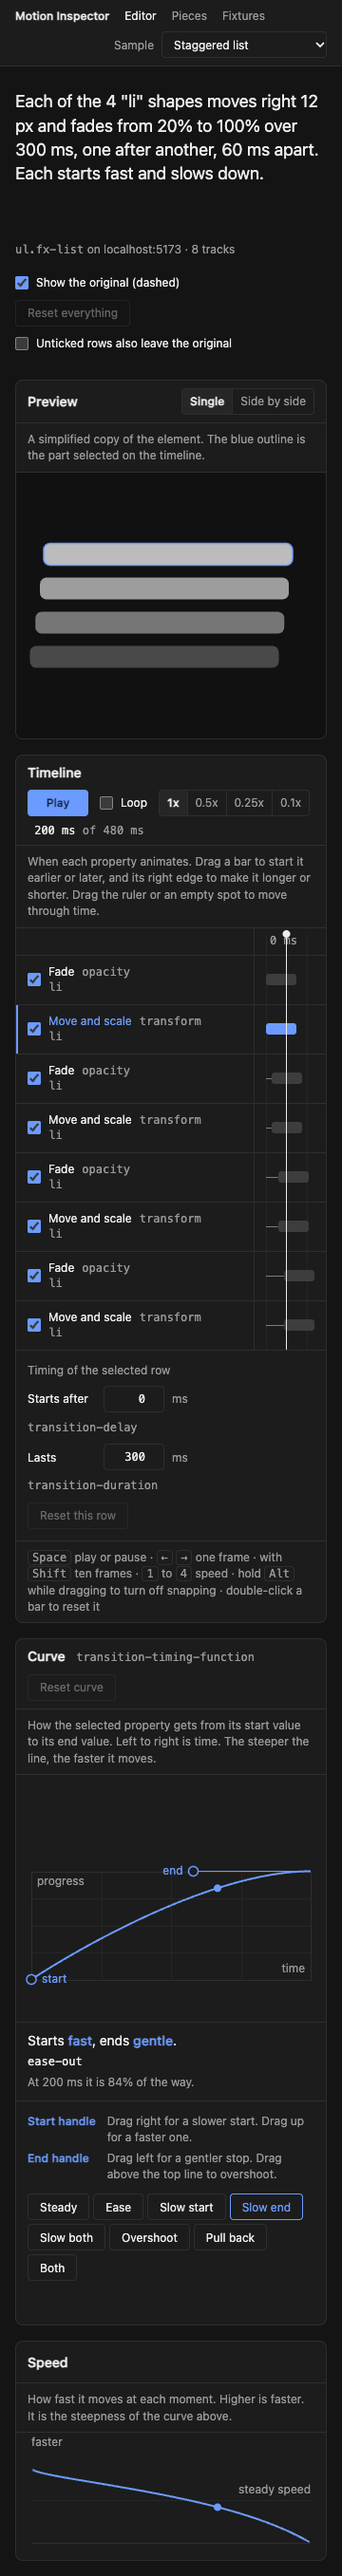 Motion Inspector Editor Pieces Fixtures
Sample Staggered list
Each of the 4 "li" shapes moves right 12
px and fades from 20% to 100% over
300 ms, one after another, 60 ms apart.
Each starts fast and slows down.
ul.fx-list on localhost:5173 · 8 tracks
Show the original (dashed)
Reset everything
Unticked rows also leave the original
Preview Single Side by side
A simplified copy of the element. The blue outline is
the part selected on the timeline.
Timeline
Play Loop 1x 0.5x 0.25x 0.1x
200 ms of 480 ms
When each property animates. Drag a bar to start it
earlier or later, and its right edge to make it longer or
shorter. Drag the ruler or an empty spot to move
through time.
0 ms
Fade opacity
li
Move and scale transform
li
Fade opacity
li
Move and scale transform
li
Fade opacity
li
Move and scale transform
li
Fade opacity
li
Move and scale transform
li
Timing of the selected row
Starts after 0 ms
transition-delay
Lasts 300 ms
transition-duration
Reset this row
Space play or pause · ← → one frame · with
Shift ten frames · 1 to 4 speed · hold Alt
while dragging to turn off snapping · double-click a
bar to reset it
Curve transition-timing-function
Reset curve
How the selected property gets from its start value
to its end value. Left to right is time. The steeper the
line, the faster it moves.
end
progress
time
start
Starts fast, ends gentle.
ease-out
At 200 ms it is 84% of the way.
Start handle Drag right for a slower start. Drag up
for a faster one.
End handle Drag left for a gentler stop. Drag
above the top line to overshoot.
Steady Ease Slow start Slow end
Slow both Overshoot Pull back
Both
Speed
How fast it moves at each moment. Higher is faster.
It is the steepness of the curve above.
faster
steady speed